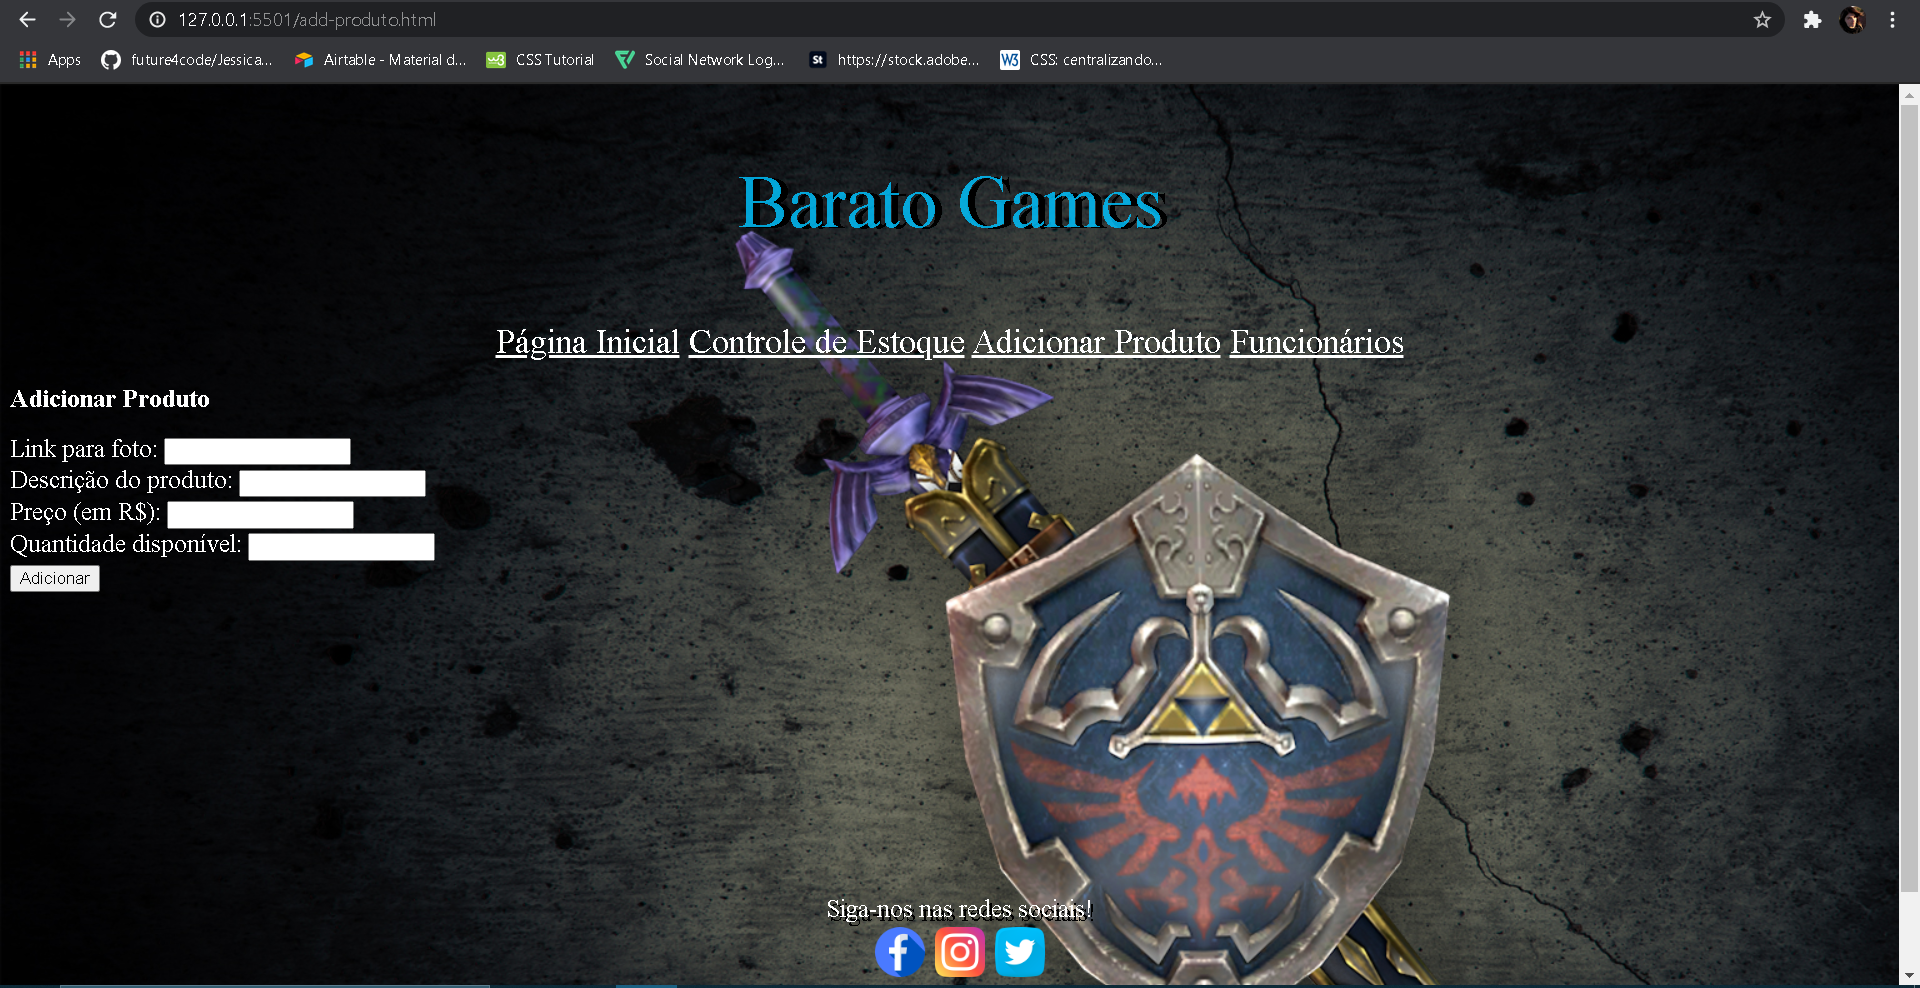 127.0.0.1:5501/add-produto.html
Apps future4code/Jessica... Airtable - Material d... CSS Tutorial Social Network Log... https://stock.adobe... CSS: centralizando...
Barato Games
Página Inicial Controle de Estoque Adicionar Produto Funcionários
Adicionar Produto
Link para foto:
Descrição do produto:
Preço (em R$):
Quantidade disponível:
Adicionar
Siga-nos nas redes sociais!